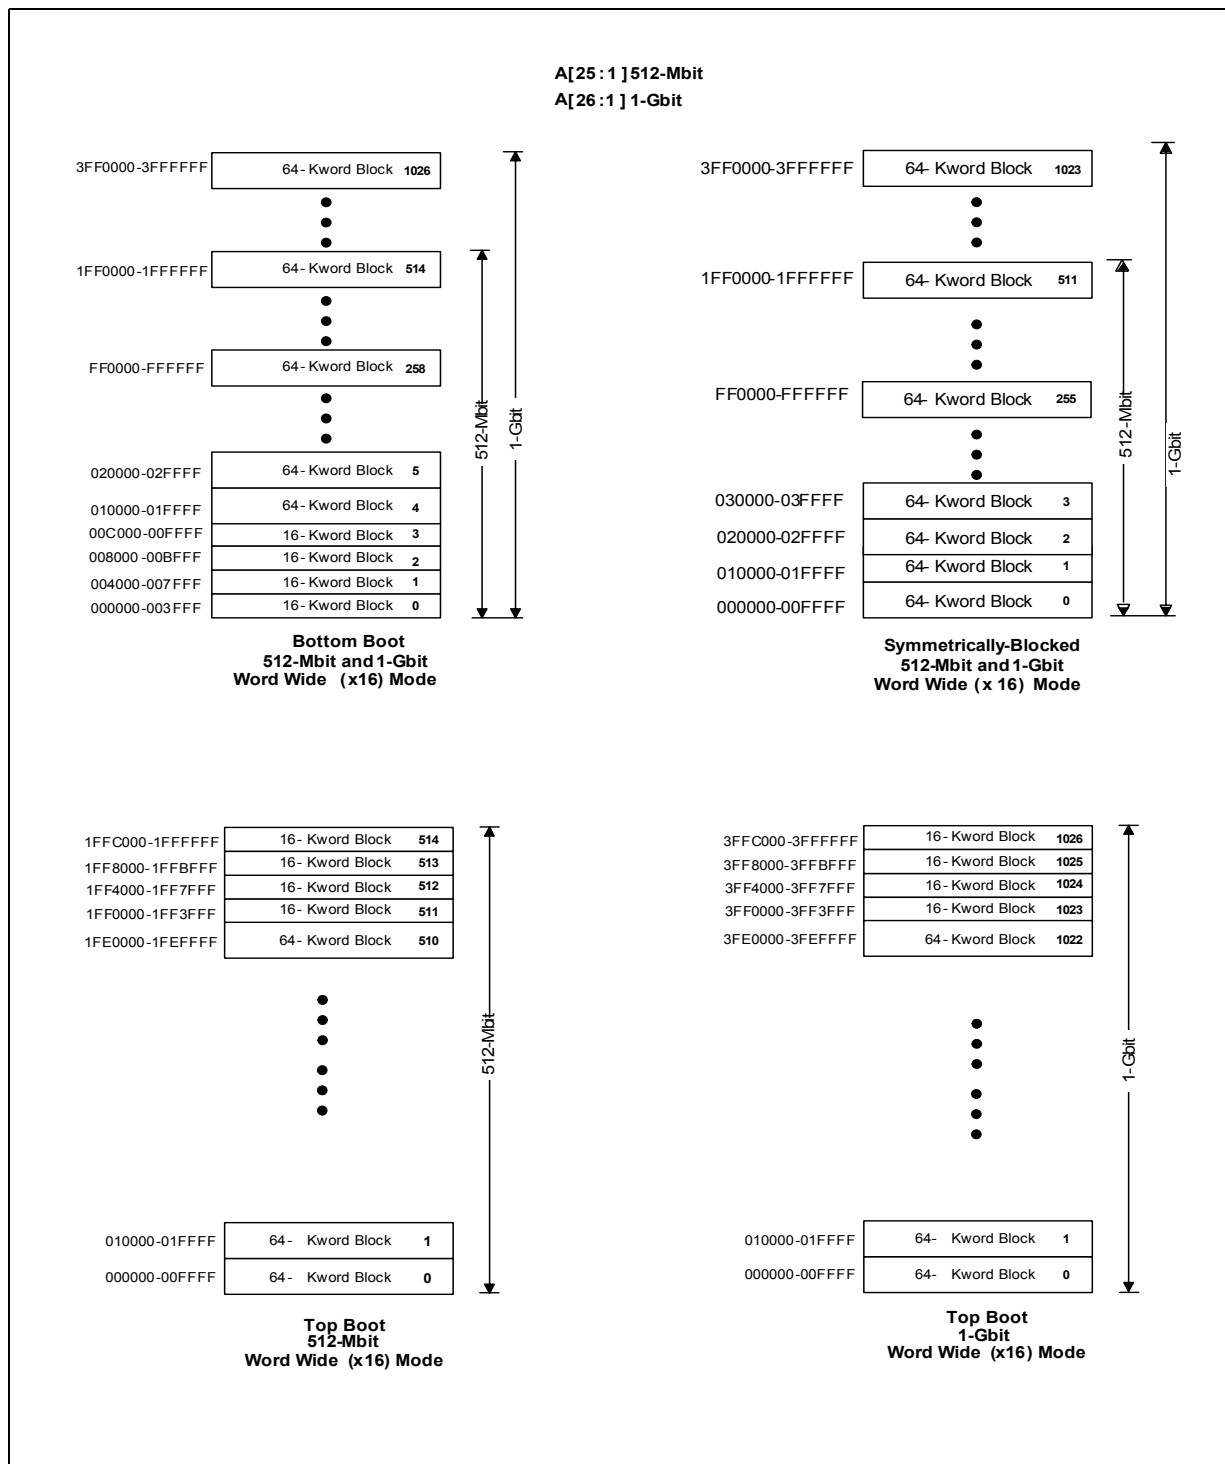 A[25:1] 512-Mbit
A[26:1] 1-Gbit
3FF0000-3FFFFFF 64- Kword Block 1026
1FF0000-1FFFFFF 64- Kword Block 514
FF0000-FFFFFF 64- Kword Block 258
020000-02FFFF 64- Kword Block 5
010000-01FFFF 64- Kword Block 4
00C000-00FFFF 16- Kword Block 3
008000-00BFFF 16- Kword Block 2
004000-007FFF 16- Kword Block 1
000000-003FFF 16- Kword Block 0
512-Mbit
1-Gbit
Bottom Boot
512-Mbit and 1-Gbit
Word Wide (x16) Mode
3FF0000-3FFFFFF 64- Kword Block 1023
1FF0000-1FFFFFF 64- Kword Block 511
FF0000-FFFFFF 64- Kword Block 255
030000-03FFFF 64- Kword Block 3
020000-02FFFF 64- Kword Block 2
010000-01FFFF 64- Kword Block 1
000000-00FFFF 64- Kword Block 0
512-Mbit
1-Gbit
Symmetrically-Blocked
512-Mbit and 1-Gbit
Word Wide (x 16) Mode
1FFC000-1FFFFFF 16- Kword Block 514
1FF8000-1FFBFFF 16- Kword Block 513
1FF4000-1FF7FFF 16- Kword Block 512
1FF0000-1FF3FFF 16- Kword Block 511
1FE0000-1FEFFFF 64- Kword Block 510
512-Mbit
010000-01FFFF 64- Kword Block 1
000000-00FFFF 64- Kword Block 0
Top Boot
512-Mbit
Word Wide (x16) Mode
3FFC000-3FFFFFF 16- Kword Block 1026
3FF8000-3FFBFFF 16- Kword Block 1025
3FF4000-3FF7FFF 16- Kword Block 1024
3FF0000-3FF3FFF 16- Kword Block 1023
3FE0000-3FEFFFF 64- Kword Block 1022
1-Gbit
010000-01FFFF 64- Kword Block 1
000000-00FFFF 64- Kword Block 0
Top Boot
1-Gbit
Word Wide (x16) Mode